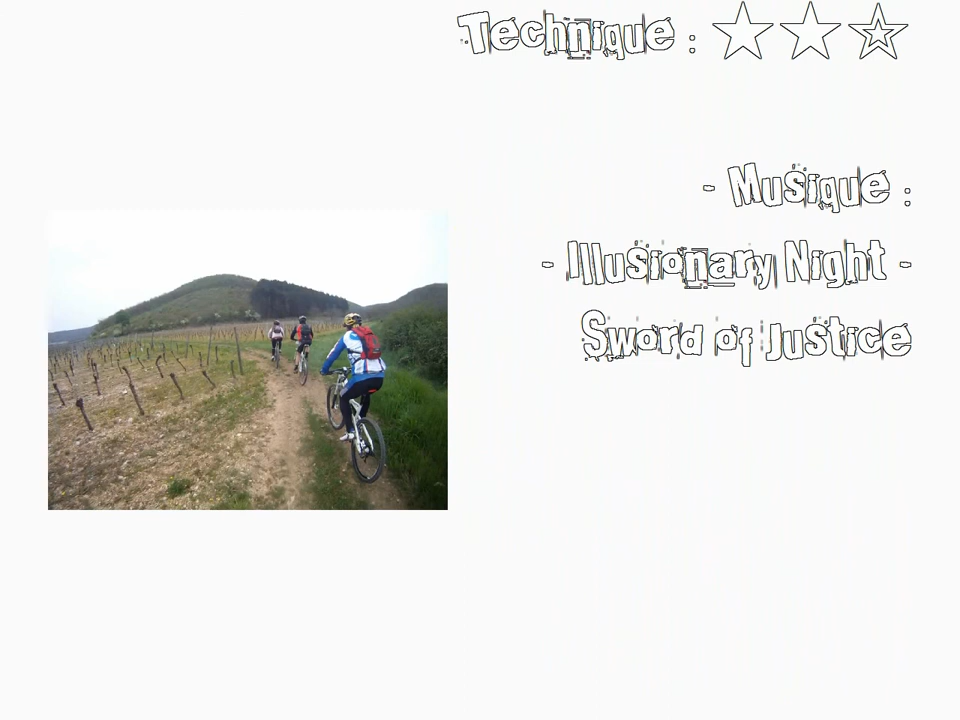 Technique : ★★☆
- Musique :
- Illusionary Night -
Sword of Justice